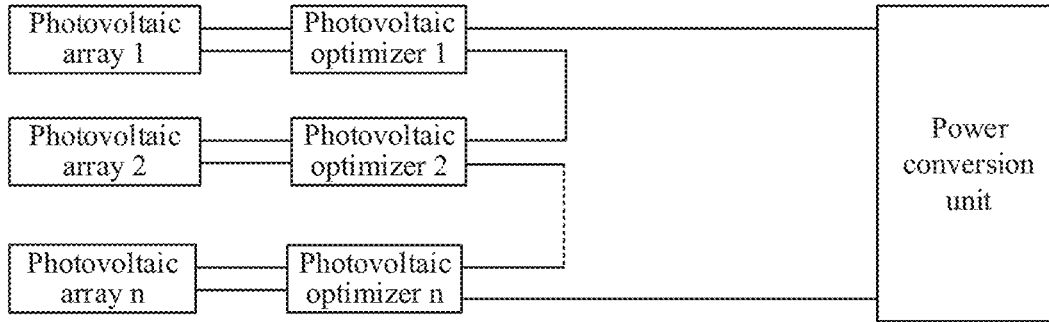 Photovoltaic
array 1
Photovoltaic
optimizer 1
Photovoltaic
array 2
Photovoltaic
optimizer 2
Photovoltaic
array n
Photovoltaic
optimizer n
Power
conversion
unit